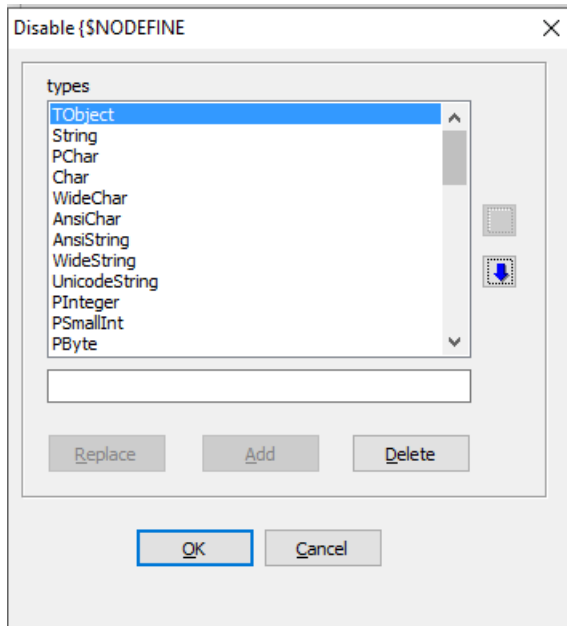 Disable {$NODEFINE
types
TObject
String
PChar
Char
WideChar
AnsiChar
AnsiString
WideString
UnicodeString
PInteger
PSmallInt
PByte
Replace
Add
Delete
OK
Cancel